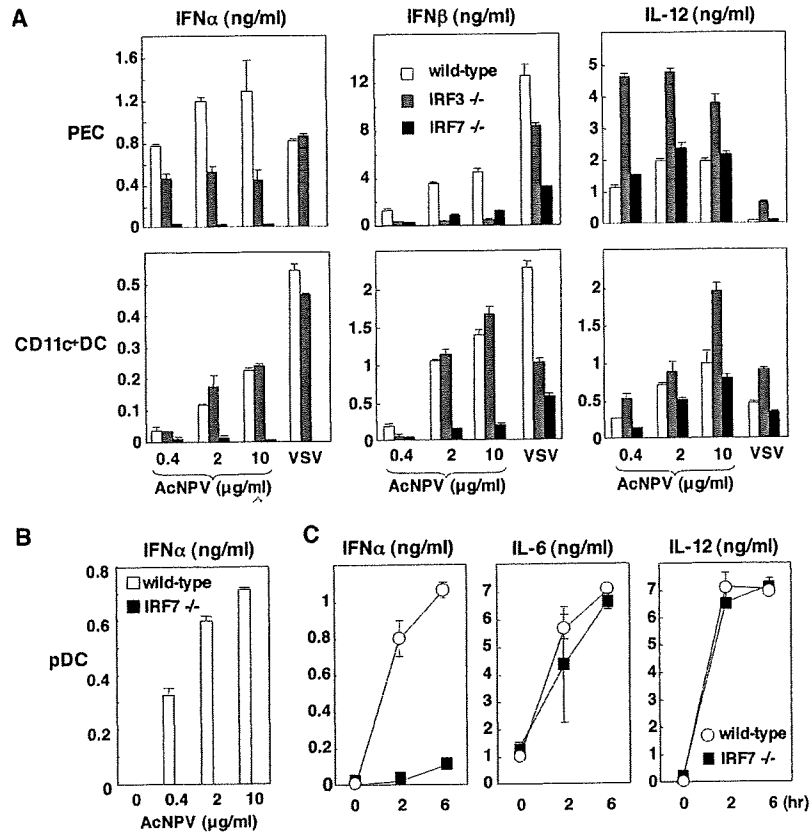 A
IFNα (ng/ml)
IFNβ (ng/ml)
IL-12 (ng/ml)
PEC
1.6
1.2
0.8
0.4
0
12
8
4
0
wild-type
IRF3 -/-
IRF7 -/-
5
4
3
2
1
0
CD11c+DC
0.5
0.4
0.3
0.2
0.1
0
2
1.5
1
0.5
0
2
1.5
1
0.5
0
0.4 2 10 VSV
AcNPV (μg/ml)
0.4 2 10 VSV
AcNPV (μg/ml)
0.4 2 10 VSV
AcNPV (μg/ml)
B
IFNα (ng/ml)
0.8
0.6
0.4
0.2
0
wild-type
IRF7 -/-
pDC
0 0.4 2 10
AcNPV (μg/ml)
C
IFNα (ng/ml)
IL-6 (ng/ml)
IL-12 (ng/ml)
1
0.8
0.6
0.4
0.2
0
0 2 6
7
6
5
4
3
2
1
0
0 2 6
7
6
5
4
3
2
1
0
wild-type
IRF7 -/-
0 2 6 (hr)